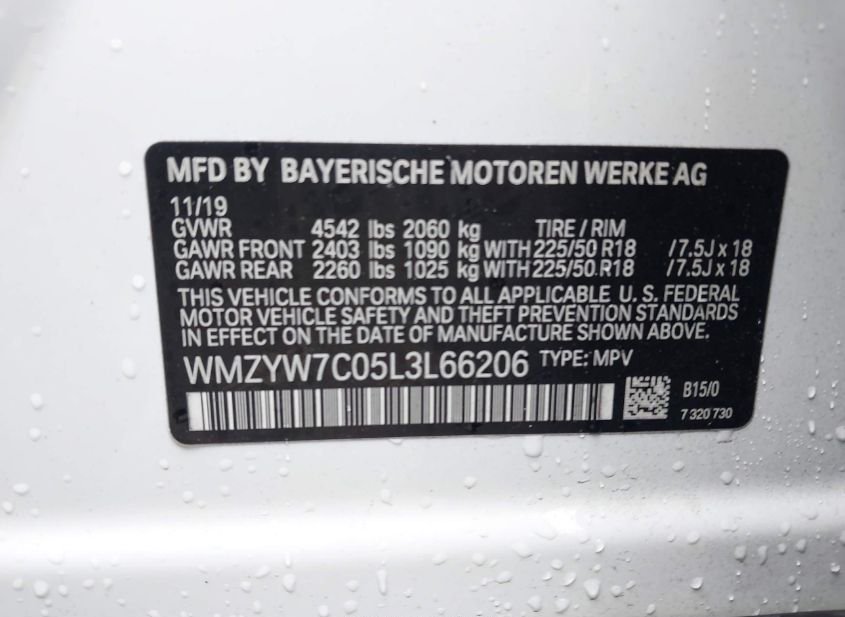 MFD BY BAYERISCHE MOTOREN WERKE AG
11/19
GVWR 4542 lbs 2060 kg TIRE / RIM
GAWR FRONT 2403 lbs 1090 kg WITH 225/50 R18 /7.5J x 18
GAWR REAR 2260 lbs 1025 kg WITH 225/50 R18 /7.5J x 18
THIS VEHICLE CONFORMS TO ALL APPLICABLE U. S. FEDERAL
MOTOR VEHICLE SAFETY AND THEFT PREVENTION STANDARDS
IN EFFECT ON THE DATE OF MANUFACTURE SHOWN ABOVE.
WMZYW7C05L3L66206 TYPE: MPV
B15/0
7 320 730